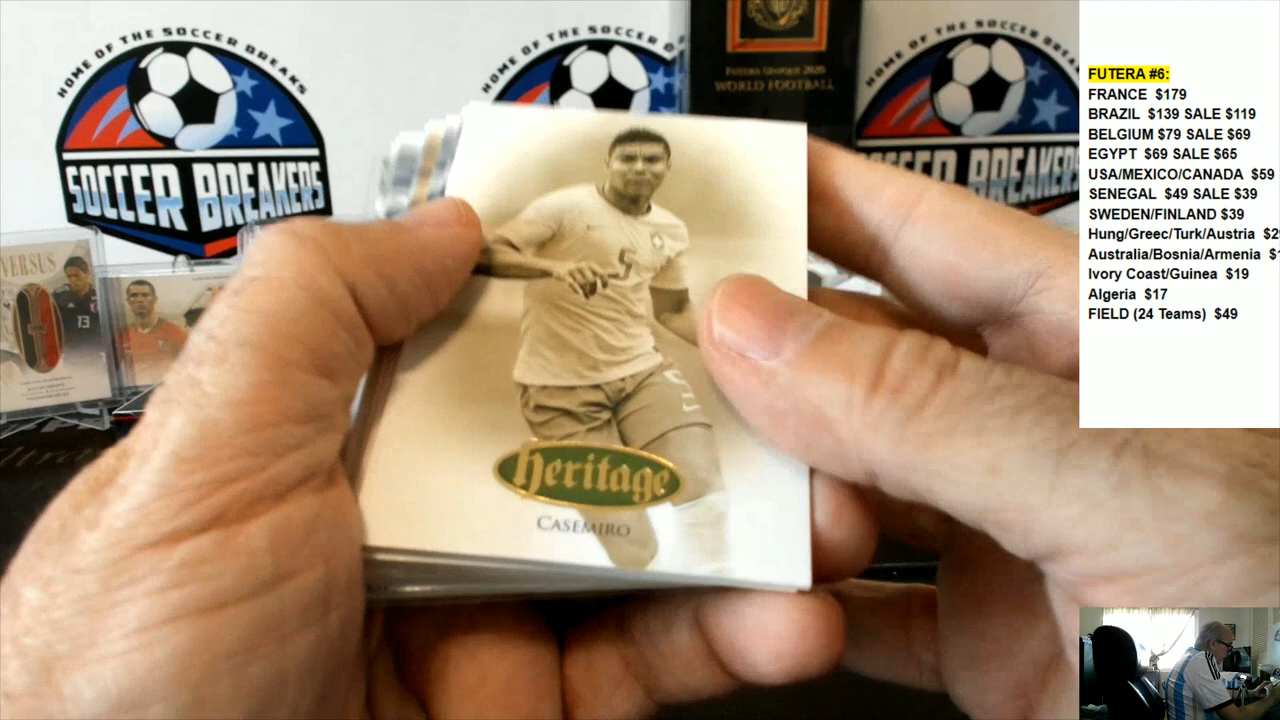 HOME OF THE SOCCER BREAKS
SOCCER BREAKERS
HOME OF THE SOCCER
FUTERA UNIQUE 2020
WORLD FOOTBALL
HOME OF THE SOCCER BREAKS
SOCCER BREAKERS
VERSUS
13
5
heritage
CASEMIRO
FUTERA #6:
FRANCE $179
BRAZIL $139 SALE $119
BELGIUM $79 SALE $69
EGYPT $69 SALE $65
USA/MEXICO/CANADA $59
SENEGAL $49 SALE $39
SWEDEN/FINLAND $39
Hung/Greec/Turk/Austria
Australia/Bosnia/Armenia
Ivory Coast/Guinea $19
Algeria $17
FIELD (24 Teams) $49